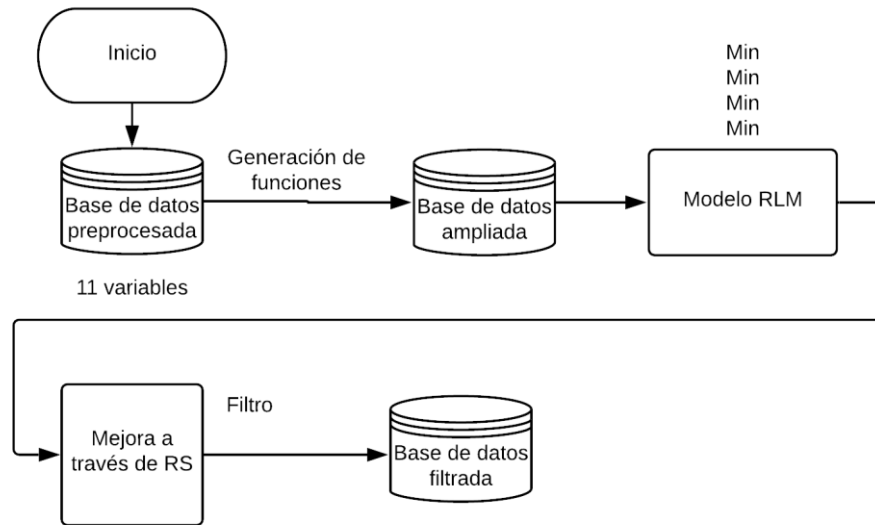 Inicio
Min
Min
Min
Min
Generación de
funciones
Base de datos
preprocesada
Base de datos
ampliada
Modelo RLM
11 variables
Mejora a
través de RS
Filtro
Base de datos
filtrada